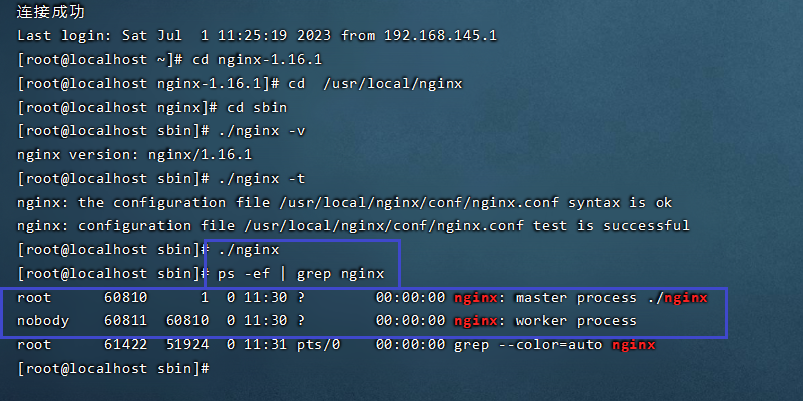 连接成功
Last login: Sat Jul  1 11:25:19 2023 from 192.168.145.1
[root@localhost ~]# cd nginx-1.16.1
[root@localhost nginx-1.16.1]# cd  /usr/local/nginx
[root@localhost nginx]# cd sbin
[root@localhost sbin]# ./nginx -v
nginx version: nginx/1.16.1
[root@localhost sbin]# ./nginx -t
nginx: the configuration file /usr/local/nginx/conf/nginx.conf syntax is ok
nginx: configuration file /usr/local/nginx/conf/nginx.conf test is successful
[root@localhost sbin]# ./nginx
[root@localhost sbin]# ps -ef | grep nginx
root      60810      1  0 11:30 ?        00:00:00 nginx: master process ./nginx
nobody    60811  60810  0 11:30 ?        00:00:00 nginx: worker process
root      61422  51924  0 11:31 pts/0    00:00:00 grep --color=auto nginx
[root@localhost sbin]#